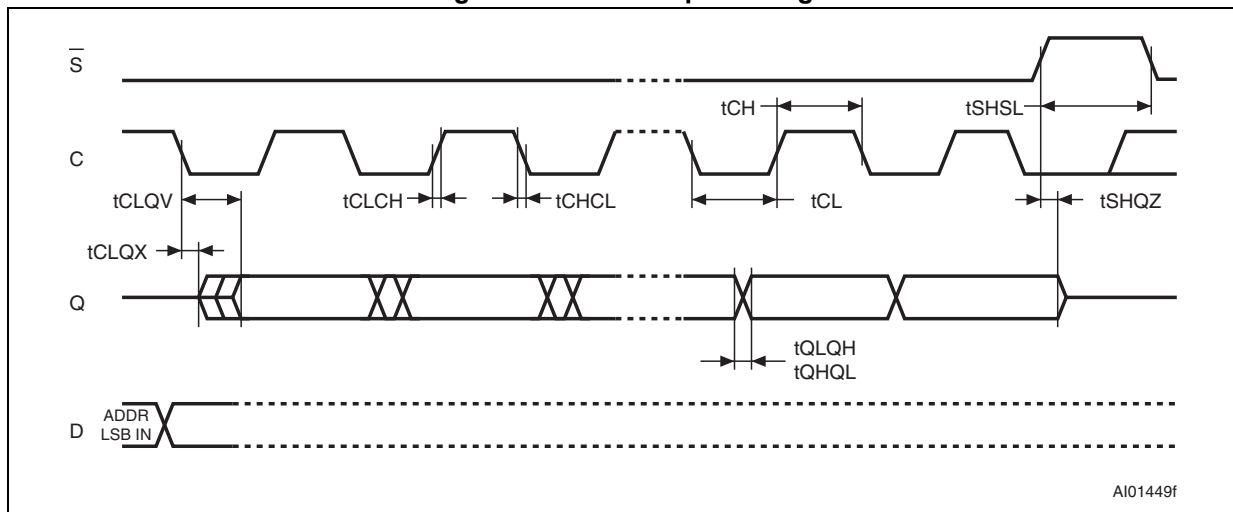 S
tCH
tSHSL
C
tCLQV
tCLCH
tCHCL
tCL
tSHQZ
tCLQX
Q
tQLQH
tQHQL
ADDR
D
LSB IN
AI01449f